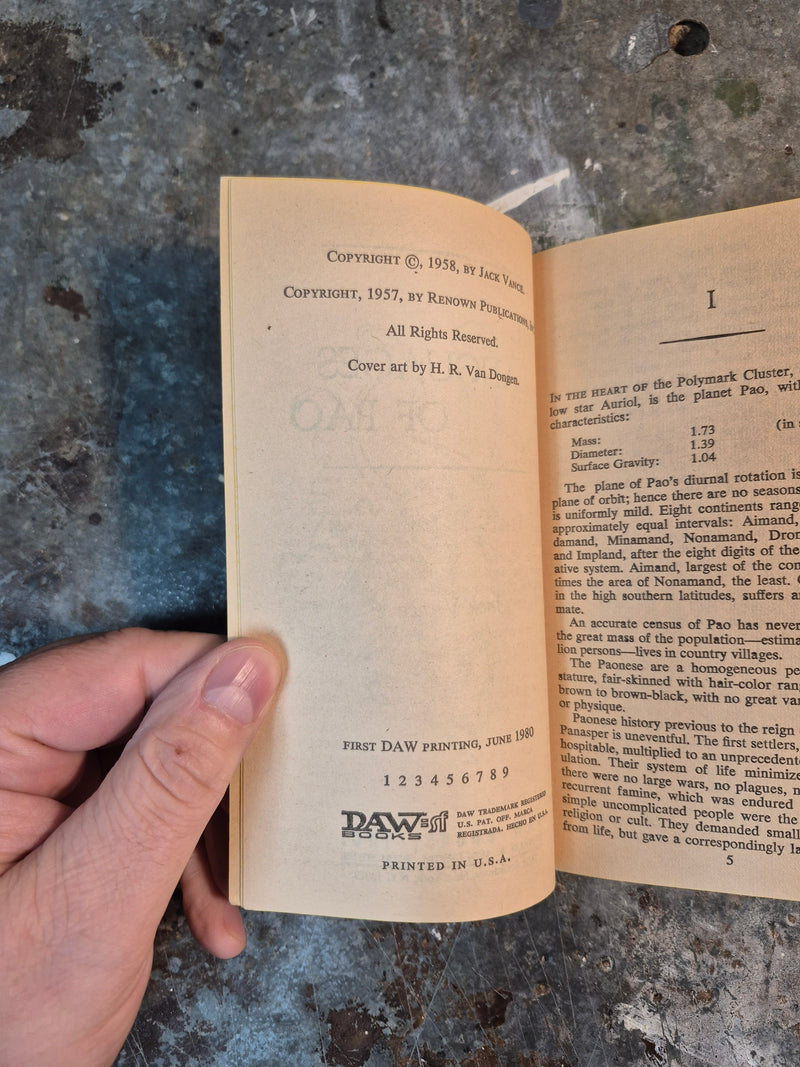 COPYRIGHT ©, 1958, BY JACK VANCE.
COPYRIGHT, 1957, BY RENOWN PUBLICATIONS,
All Rights Reserved.
Cover art by H. R. Van Dongen.
FIRST DAW PRINTING, JUNE 1980
1 2 3 4 5 6 7 8 9
DAW sf
BOOKS
DAW TRADEMARK REGISTERED
U.S. PAT. OFF. MARCA
REGISTRADA. HECHO EN U.S.A.
PRINTED IN U.S.A.
I
IN THE HEART OF the Polymark Cluster,
low star Auriol, is the planet Pao, with
characteristics:
(in
Mass: 1.73
Diameter: 1.39
Surface Gravity: 1.04
The plane of Pao's diurnal rotation is
plane of orbit; hence there are no seasons
is uniformly mild. Eight continents range
approximately equal intervals: Aimand,
damand, Minamand, Nonamand, Dron
and Impland, after the eight digits of the
ative system. Aimand, largest of the con
times the area of Nonamand, the least.
in the high southern latitudes, suffers a
mate.
An accurate census of Pao has never
the great mass of the population—estima
lion persons—lives in country villages.
The Paonese are a homogeneous pe
stature, fair-skinned with hair-color ran
brown to brown-black, with no great va
or physique.
Paonese history previous to the reign
Panasper is uneventful. The first settlers,
hospitable, multiplied to an unprecedente
ulation. Their system of life minimize
there were no large wars, no plagues, n
recurrent famine, which was endured
simple uncomplicated people were the
religion or cult. They demanded small
from life, but gave a correspondingly la
5